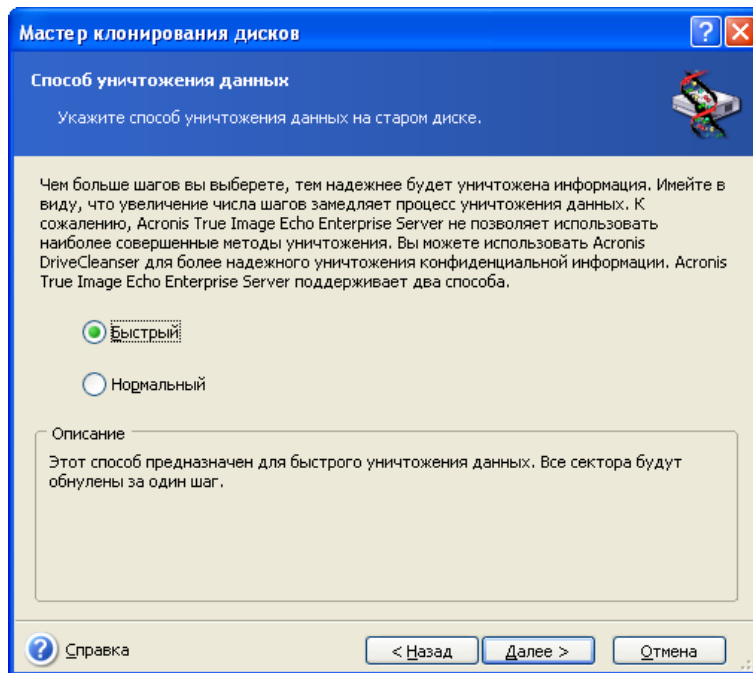 Мастер клонирования дисков
Способ уничтожения данных
Укажите способ уничтожения данных на старом диске.
Чем больше шагов вы выберете, тем надежнее будет уничтожена информация. Имейте в
виду, что увеличение числа шагов замедляет процесс уничтожения данных. К
сожалению, Acronis True Image Echo Enterprise Server не позволяет использовать
наиболее совершенные методы уничтожения. Вы можете использовать Acronis
DriveCleanser для более надежного уничтожения конфиденциальной информации. Acronis
True Image Echo Enterprise Server поддерживает два способа.
Быстрый
Нормальный
Описание
Этот способ предназначен для быстрого уничтожения данных. Все сектора будут
обнулены за один шаг.
Справка
< Назад
Далее >
Отмена